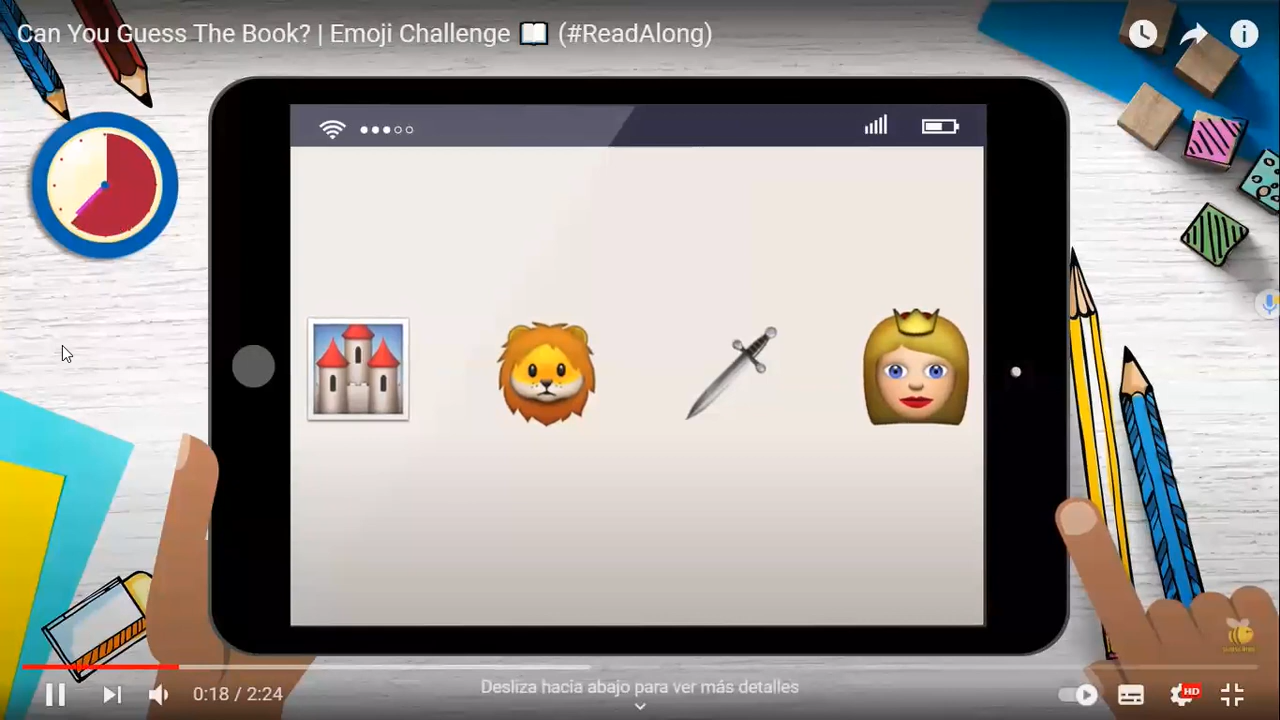 Can You Guess The Book? | Emoji Challenge 📖 (#ReadAlong)
Desliza hacia abajo para ver más detalles
0:18 / 2:24
HD